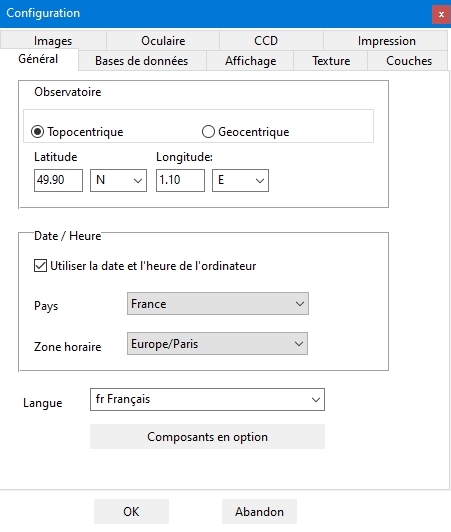 Configuration
x
Images Oculaire CCD Impression
Général Bases de données Affichage Texture Couches
Observatoire
Topocentrique Geocentrique
Latitude Longitude:
49.90 N 1.10 E
Date / Heure
Utiliser la date et l'heure de l'ordinateur
Pays France
Zone horaire Europe/Paris
Langue fr Français
Composants en option
OK Abandon